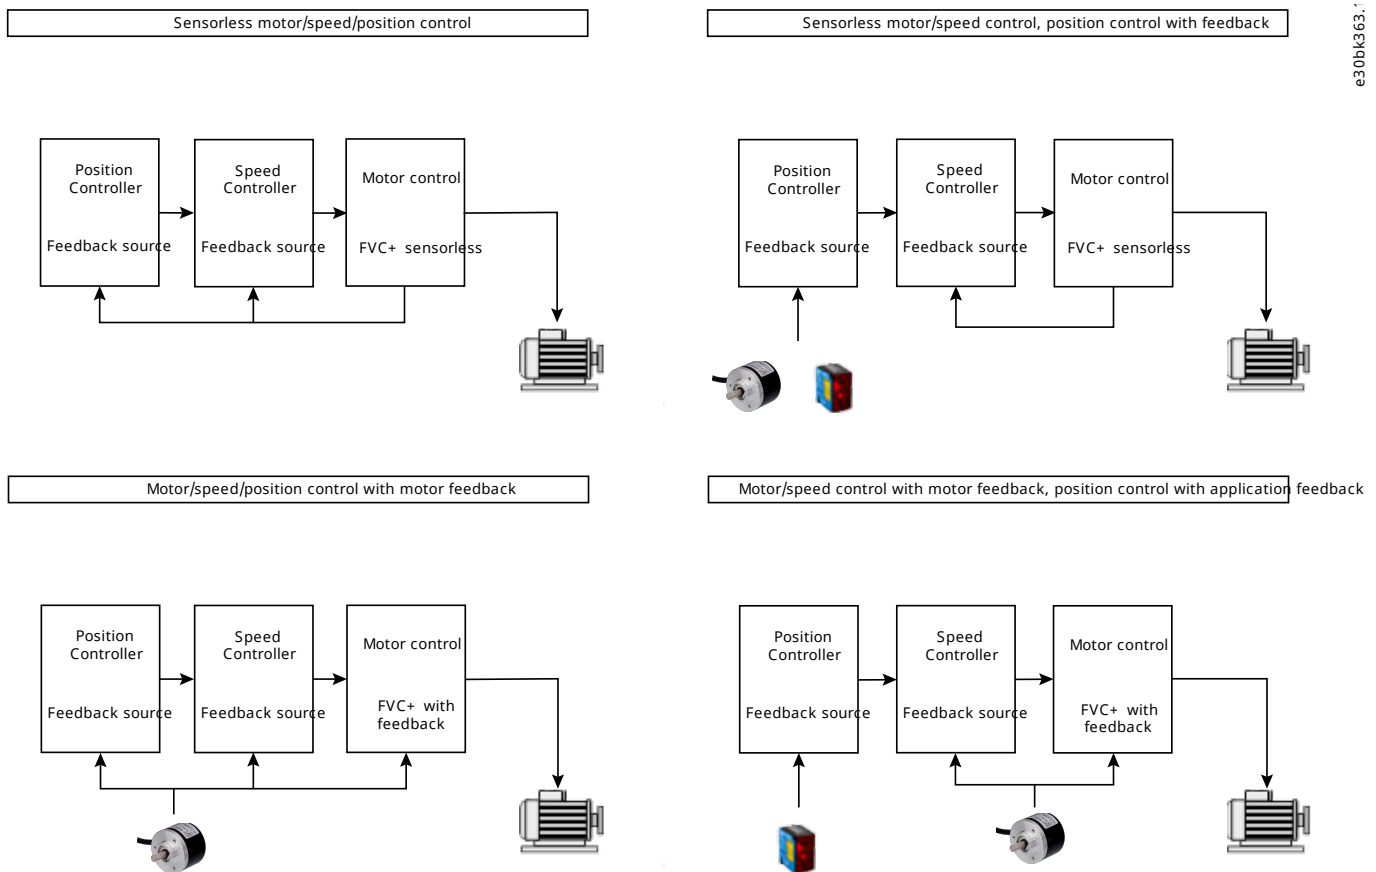 Sensorless motor/speed/position control
Sensorless motor/speed control, position control with feedback
e30bk363.1
Position
Controller
Feedback source
Speed
Controller
Feedback source
Motor control
FVC+ sensorless
Position
Controller
Feedback source
Speed
Controller
Feedback source
Motor control
FVC+ sensorless
Motor/speed/position control with motor feedback
Motor/speed control with motor feedback, position control with application feedback
Position
Controller
Feedback source
Speed
Controller
Feedback source
Motor control
FVC+ with
feedback
Position
Controller
Feedback source
Speed
Controller
Feedback source
Motor control
FVC+ with
feedback